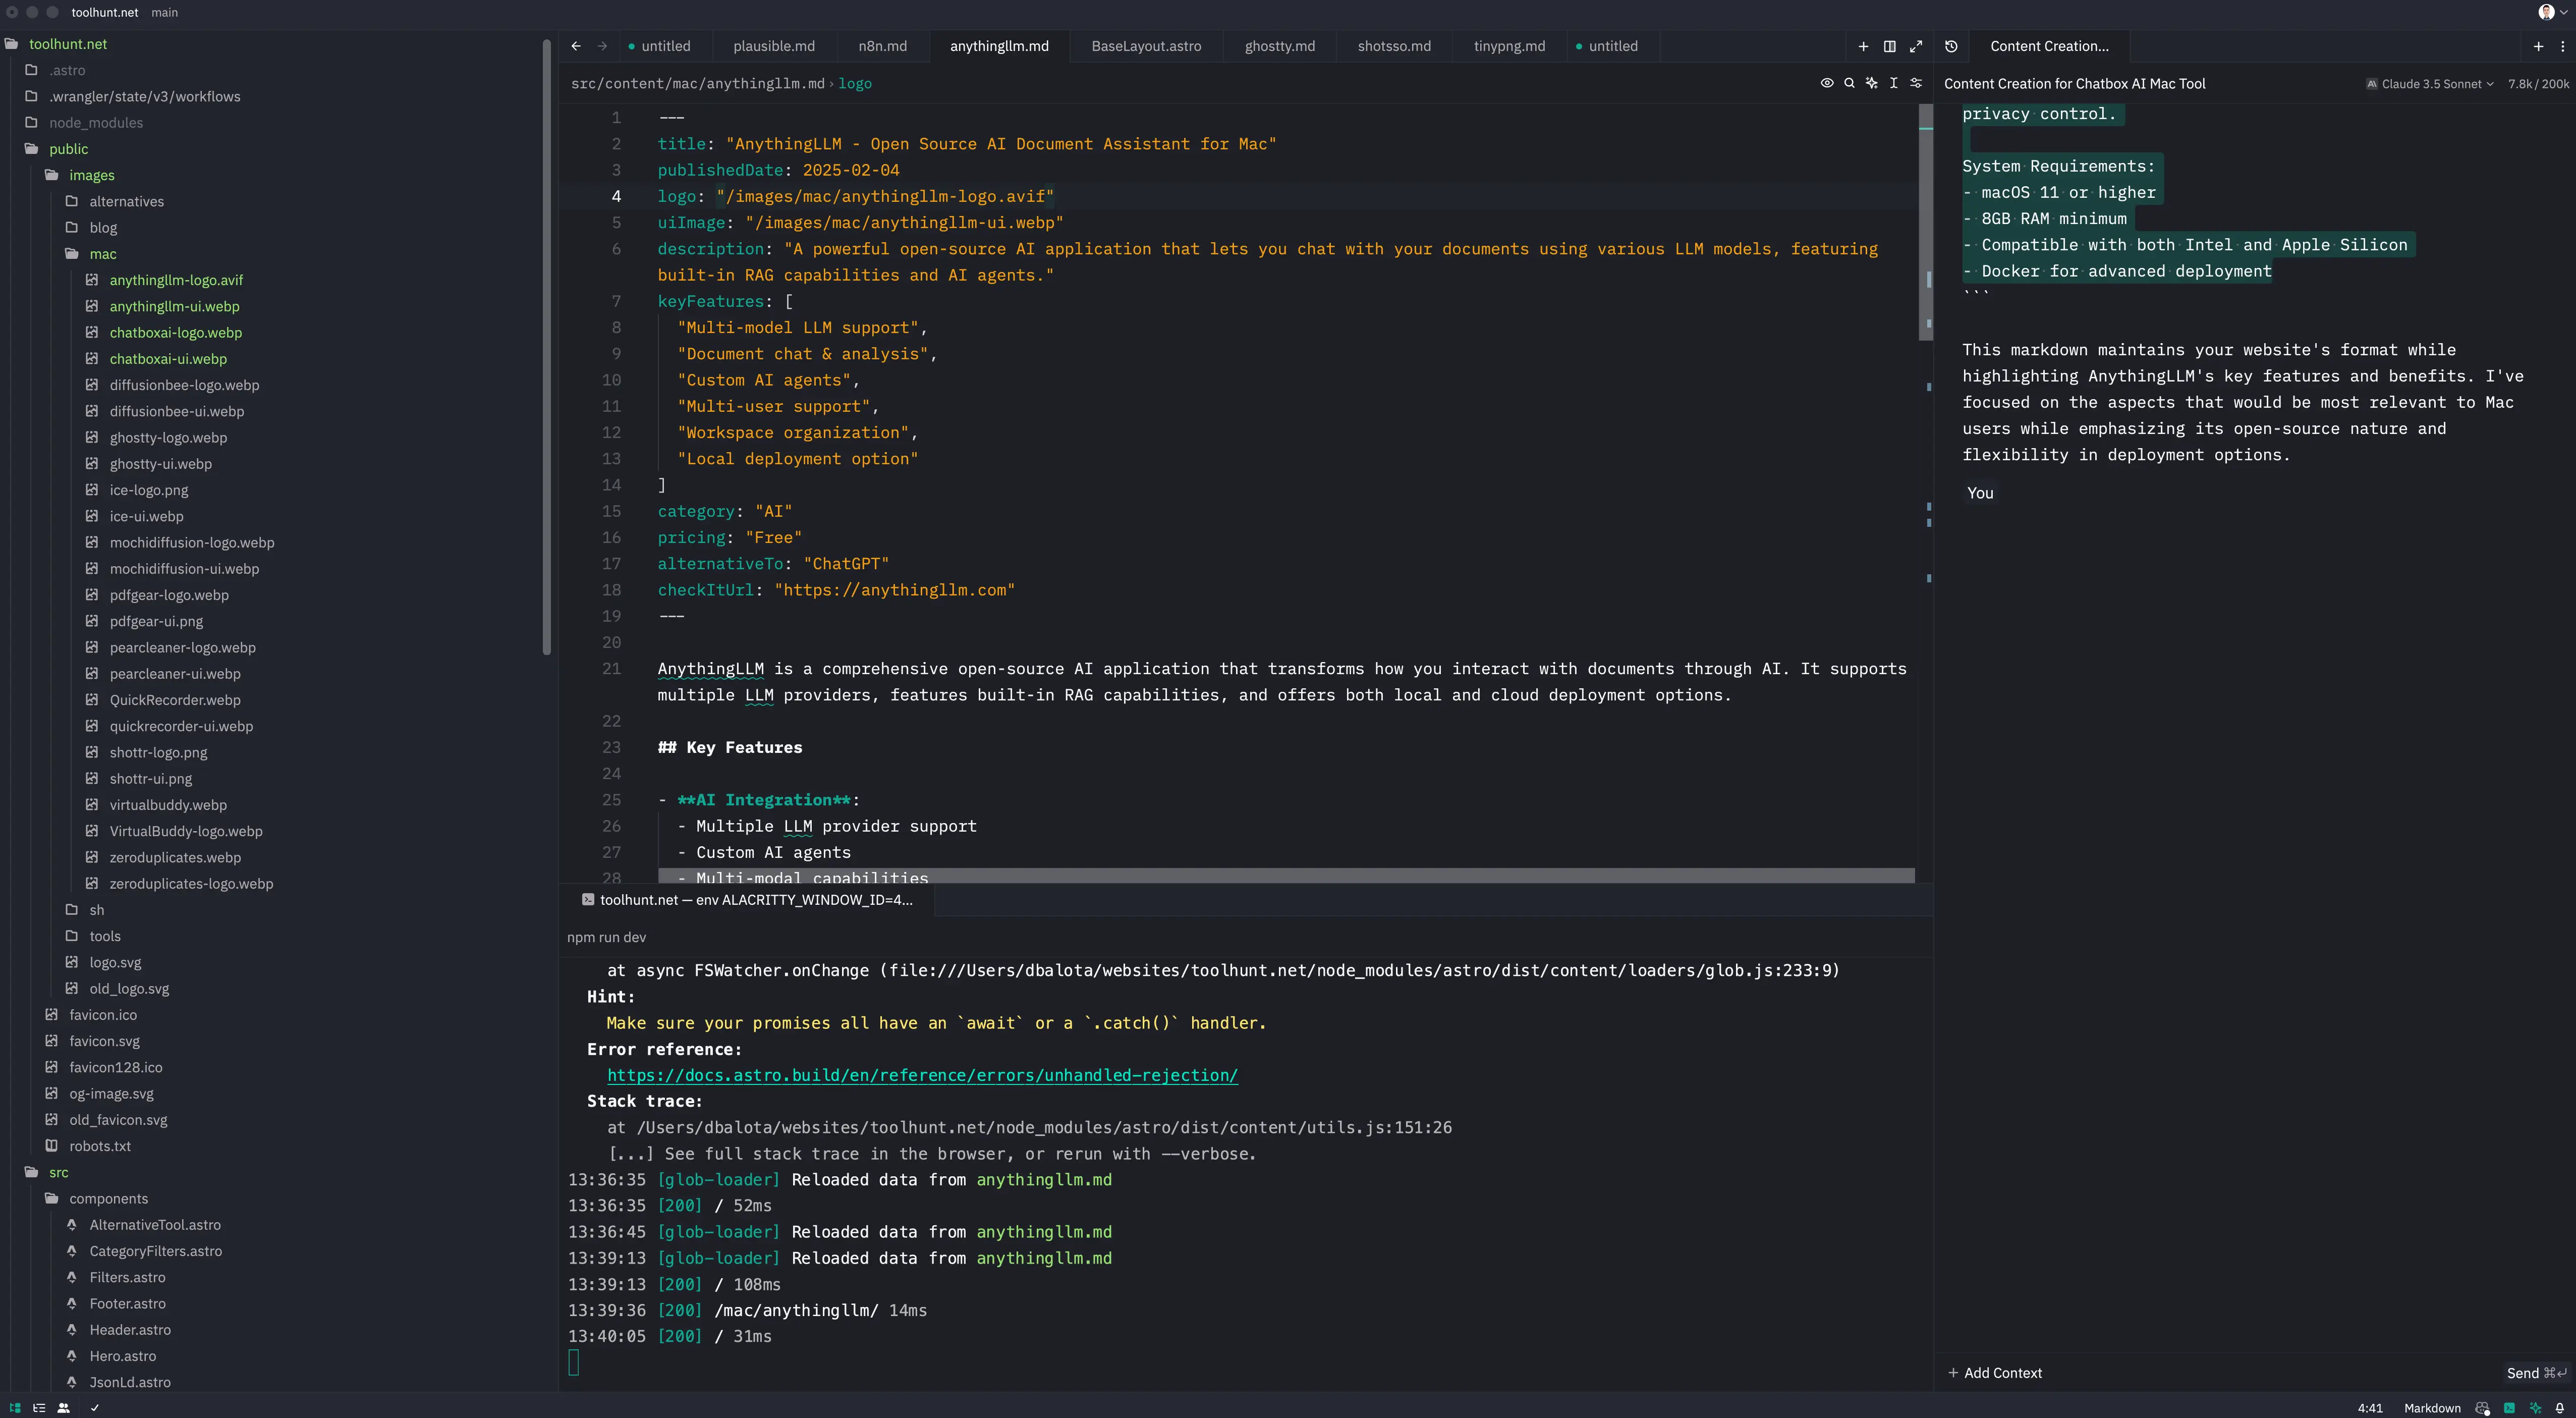 toolhunt.net main
toolhunt.net
.astro
.wrangler/state/v3/workflows
node_modules
public
images
alternatives
blog
mac
anythingllm-logo.avif
anythingllm-ui.webp
chatboxai-logo.webp
chatboxai-ui.webp
diffusionbee-logo.webp
diffusionbee-ui.webp
ghostty-logo.webp
ghostty-ui.webp
ice-logo.png
ice-ui.webp
mochidiffusion-logo.webp
mochidiffusion-ui.webp
pdfgear-logo.webp
pdfgear-ui.png
pearcleaner-logo.webp
pearcleaner-ui.webp
QuickRecorder.webp
quickrecorder-ui.webp
shottr-logo.png
shottr-ui.png
virtualbuddy.webp
VirtualBuddy-logo.webp
zeroduplicates.webp
zeroduplicates-logo.webp
sh
tools
logo.svg
old_logo.svg
favicon.ico
favicon.svg
favicon128.ico
og-image.svg
old_favicon.svg
robots.txt
src
components
AlternativeTool.astro
CategoryFilters.astro
Filters.astro
Footer.astro
Header.astro
Hero.astro
JsonLd.astro
untitled plausible.md n8n.md anythingllm.md BaseLayout.astro ghostty.md shotsso.md tinypng.md untitled
src/content/mac/anythingllm.md › logo
1 ---
2 title: "AnythingLLM - Open Source AI Document Assistant for Mac"
3 publishedDate: 2025-02-04
4 logo: "/images/mac/anythingllm-logo.avif"
5 uiImage: "/images/mac/anythingllm-ui.webp"
6 description: "A powerful open-source AI application that lets you chat with your documents using various LLM models, featuring
built-in RAG capabilities and AI agents."
7 keyFeatures: [
8 "Multi-model LLM support",
9 "Document chat & analysis",
10 "Custom AI agents",
11 "Multi-user support",
12 "Workspace organization",
13 "Local deployment option"
14 ]
15 category: "AI"
16 pricing: "Free"
17 alternativeTo: "ChatGPT"
18 checkItUrl: "https://anythingllm.com"
19 ---
20
21 AnythingLLM is a comprehensive open-source AI application that transforms how you interact with documents through AI. It supports
multiple LLM providers, features built-in RAG capabilities, and offers both local and cloud deployment options.
22
23 ## Key Features
24
25 - **AI Integration**:
26 - Multiple LLM provider support
27 - Custom AI agents
28 - Multi-modal capabilities
toolhunt.net — env ALACRITTY_WINDOW_ID=4...
npm run dev
at async FSWatcher.onChange (file:///Users/dbalota/websites/toolhunt.net/node_modules/astro/dist/content/loaders/glob.js:233:9)
Hint:
Make sure your promises all have an `await` or a `.catch()` handler.
Error reference:
https://docs.astro.build/en/reference/errors/unhandled-rejection/
Stack trace:
at /Users/dbalota/websites/toolhunt.net/node_modules/astro/dist/content/utils.js:151:26
[...] See full stack trace in the browser, or rerun with --verbose.
13:36:35 [glob-loader] Reloaded data from anythingllm.md
13:36:35 [200] / 52ms
13:36:45 [glob-loader] Reloaded data from anythingllm.md
13:39:13 [glob-loader] Reloaded data from anythingllm.md
13:39:13 [200] / 108ms
13:39:36 [200] /mac/anythingllm/ 14ms
13:40:05 [200] / 31ms
Content Creation...
Content Creation for Chatbox AI Mac Tool Claude 3.5 Sonnet 7.8k / 200k
privacy control.
System Requirements:
- macOS 11 or higher
- 8GB RAM minimum
- Compatible with both Intel and Apple Silicon
- Docker for advanced deployment
```
This markdown maintains your website's format while
highlighting AnythingLLM's key features and benefits. I've
focused on the aspects that would be most relevant to Mac
users while emphasizing its open-source nature and
flexibility in deployment options.
You
+ Add Context Send ⌘↵
4:41 Markdown